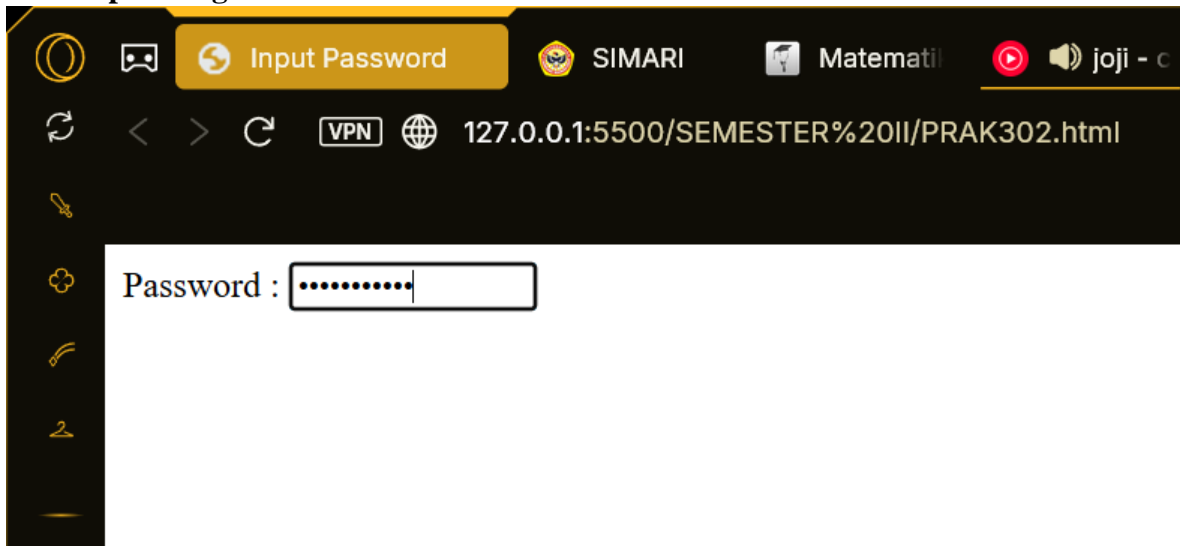 Input Password
SIMARI
Matemati
joji - c
VPN
127.0.0.1:5500/SEMESTER%20II/PRAK302.html
Password : •••••••••••